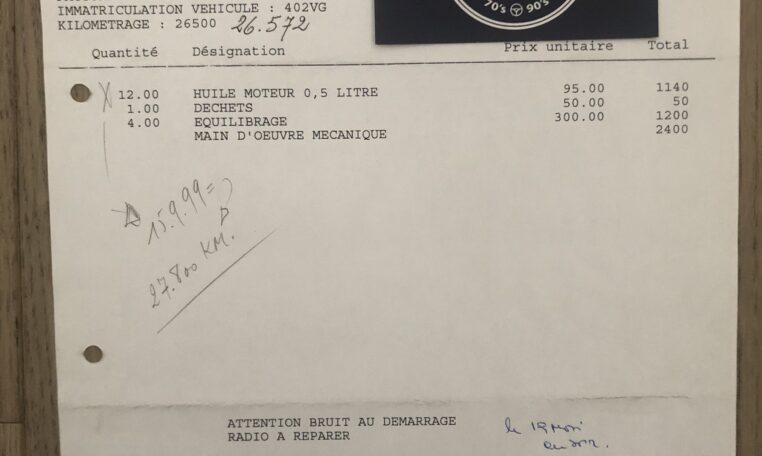 IMMATRICULATION VEHICULE : 402VG
KILOMETRAGE : 26500 26.572
70's 90's
Quantité Désignation Prix unitaire Total
12.00 HUILE MOTEUR 0,5 LITRE 95.00 1140
1.00 DECHETS 50.00 50
4.00 EQUILIBRAGE 300.00 1200
MAIN D'OEUVRE MECANIQUE 2400
15.9.99=
27.800 KM.
ATTENTION BRUIT AU DEMARRAGE
RADIO A REPARER
le 19